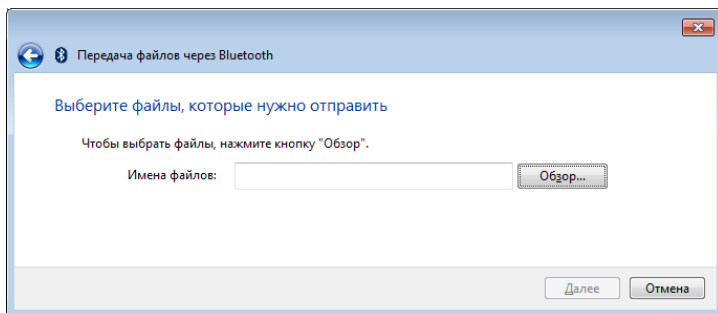 Передача файлов через Bluetooth
Выберите файлы, которые нужно отправить
Чтобы выбрать файлы, нажмите кнопку "Обзор".
Имена файлов: Обзор...
Далее Отмена